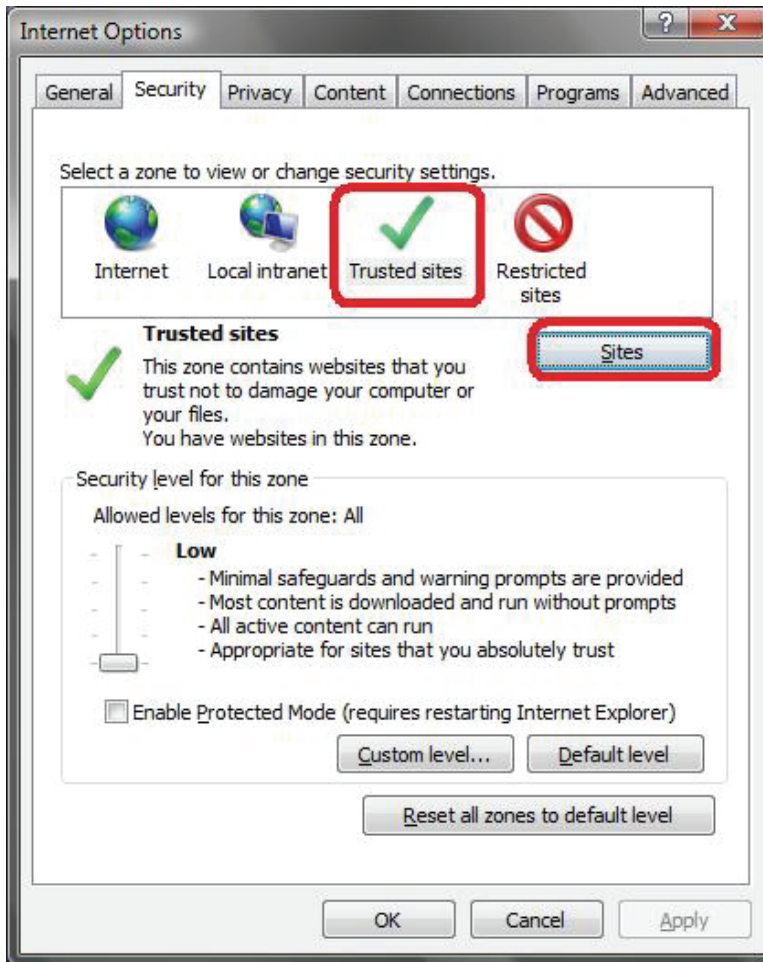 Internet Options
?
X
General Security Privacy Content Connections Programs Advanced
Select a zone to view or change security settings.
Internet Local intranet Trusted sites Restricted
sites
Trusted sites
Sites
This zone contains websites that you
trust not to damage your computer or
your files.
You have websites in this zone.
Security level for this zone
Allowed levels for this zone: All
Low
- Minimal safeguards and warning prompts are provided
- Most content is downloaded and run without prompts
- All active content can run
- Appropriate for sites that you absolutely trust
Enable Protected Mode (requires restarting Internet Explorer)
Custom level... Default level
Reset all zones to default level
OK Cancel Apply